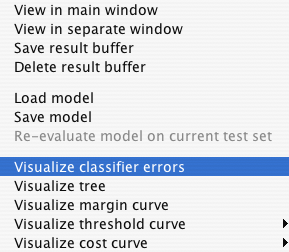 View in main window
View in separate window
Save result buffer
Delete result buffer
Load model
Save model
Re-evaluate model on current test set
Visualize classifier errors
Visualize tree
Visualize margin curve
Visualize threshold curve
Visualize cost curve